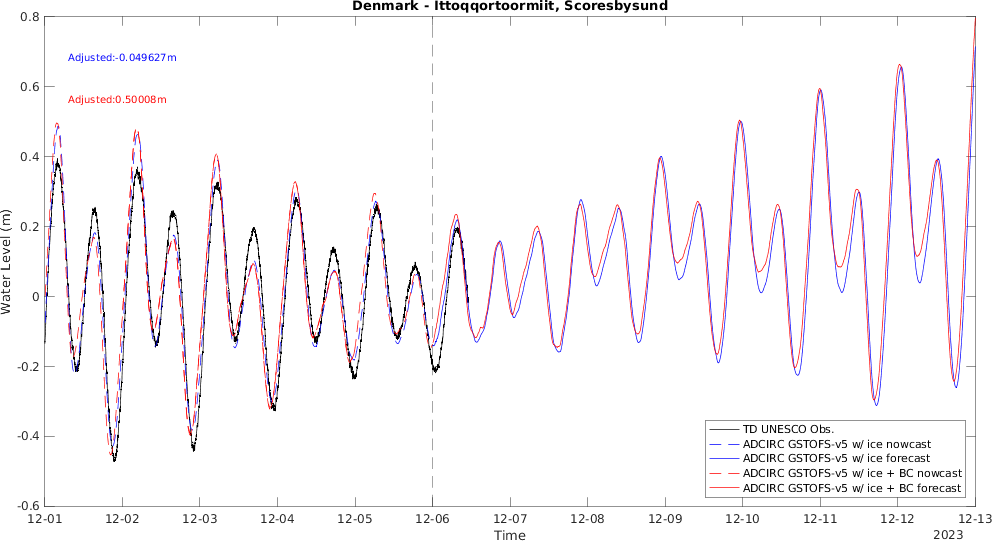 Denmark - Ittoqqortoormiit, Scoresbysund
0.8
Adjusted:-0.049627m
0.6
Adjusted:0.50008m
0.4
0.2
Water Level (m)
0
-0.2
-0.4
TD UNESCO Obs.
ADCIRC GSTOFS-v5 w/ ice nowcast
ADCIRC GSTOFS-v5 w/ ice forecast
ADCIRC GSTOFS-v5 w/ ice + BC nowcast
ADCIRC GSTOFS-v5 w/ ice + BC forecast
-0.6
12-01 12-02 12-03 12-04 12-05 12-06 12-07 12-08 12-09 12-10 12-11 12-12 12-13
Time
2023